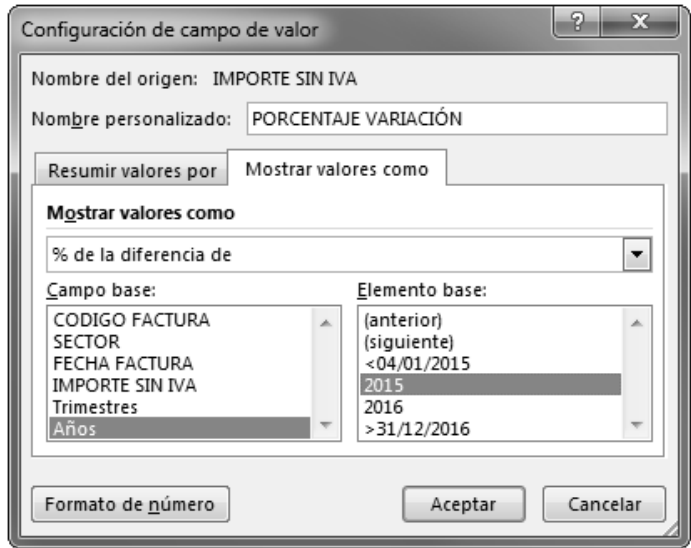 Configuración de campo de valor
Nombre del origen: IMPORTE SIN IVA
Nombre personalizado: PORCENTAJE VARIACIÓN
Resumir valores por Mostrar valores como
Mostrar valores como
% de la diferencia de
Campo base: Elemento base:
CODIGO FACTURA (anterior)
SECTOR (siguiente)
FECHA FACTURA <04/01/2015
IMPORTE SIN IVA 2015
Trimestres 2016
Años >31/12/2016
Formato de número Aceptar Cancelar